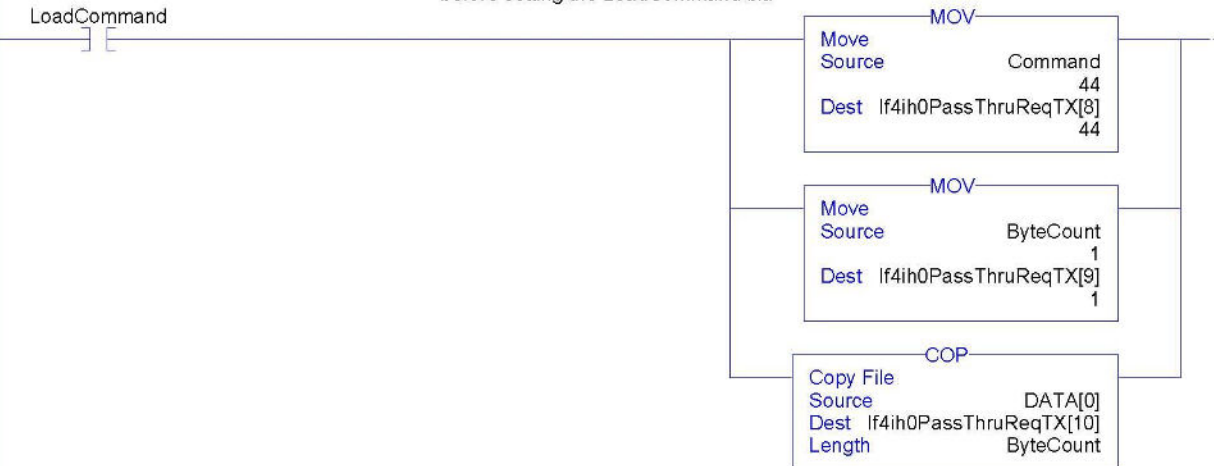 LoadCommand
MOV
Move
Source Command
44
Dest If4ih0PassThruReqTX[8]
44
MOV
Move
Source ByteCount
1
Dest If4ih0PassThruReqTX[9]
1
COP
Copy File
Source DATA[0]
Dest If4ih0PassThruReqTX[10]
Length ByteCount